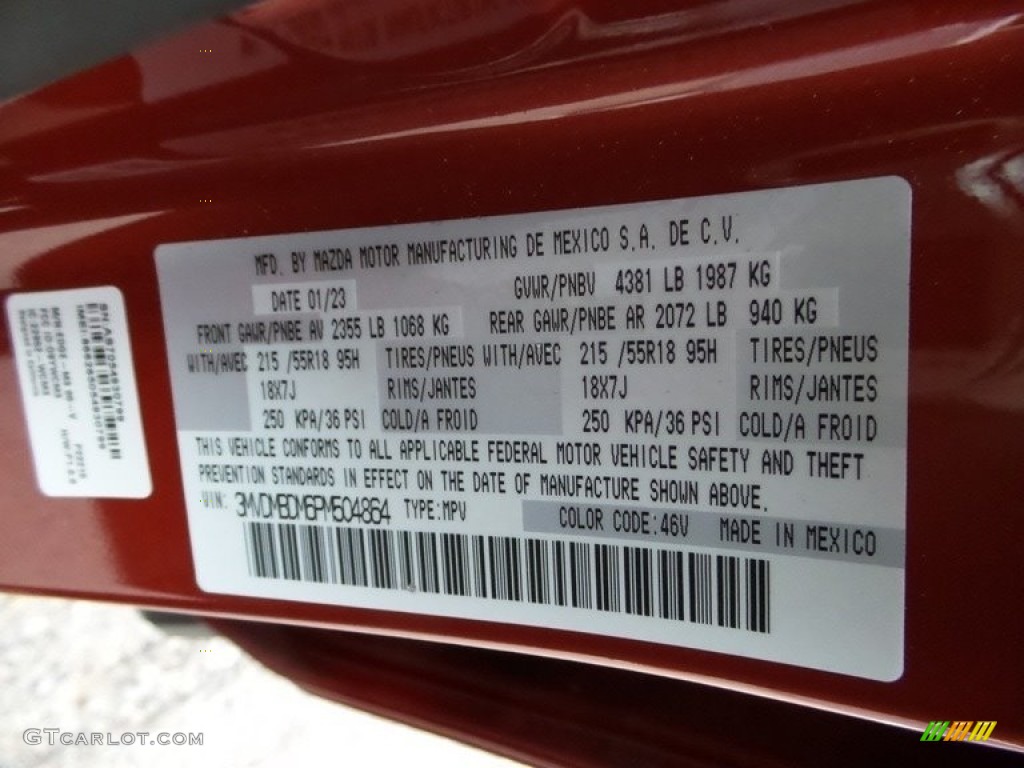 MFD. BY MAZDA MOTOR MANUFACTURING DE MEXICO S.A. DE C.V.
DATE 01/23 GVWR/PNBV 4381 LB 1987 KG
FRONT GAWR/PNBE AV 2355 LB 1068 KG REAR GAWR/PNBE AR 2072 LB 940 KG
WITH/AVEC 215 /55R18 95H TIRES/PNEUS WITH/AVEC 215 /55R18 95H TIRES/PNEUS
18X7J RIMS/JANTES 18X7J RIMS/JANTES
250 KPA/36 PSI COLD/A FROID 250 KPA/36 PSI COLD/A FROID
THIS VEHICLE CONFORMS TO ALL APPLICABLE FEDERAL MOTOR VEHICLE SAFETY AND THEFT
PREVENTION STANDARDS IN EFFECT ON THE DATE OF MANUFACTURE SHOWN ABOVE.
VIN: 3MVDMBDM5PM504864 TYPE:MPV COLOR CODE:46V MADE IN MEXICO
GTCARLOT.COM